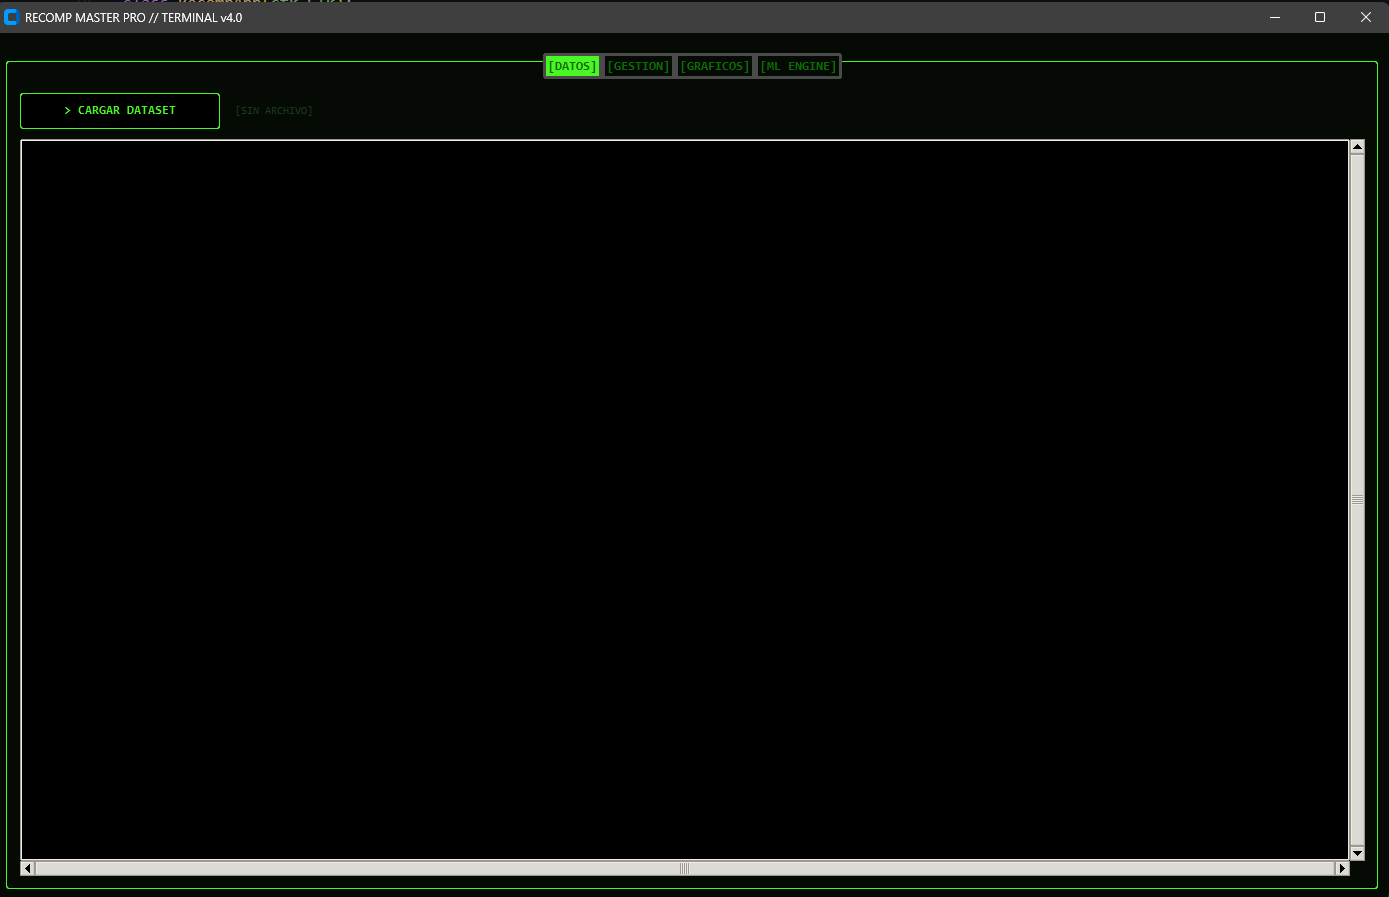 RECOMP MASTER PRO // TERMINAL v4.0
[DATOS] [GESTION] [GRAFICOS] [ML ENGINE]
> CARGAR DATASET [SIN ARCHIVO]